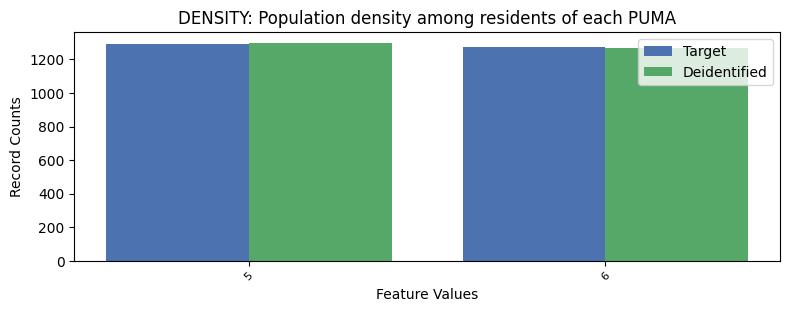 DENSITY: Population density among residents of each PUMA
Target
Deidentified
Record Counts
1200
1000
800
600
400
200
0
5
6
Feature Values